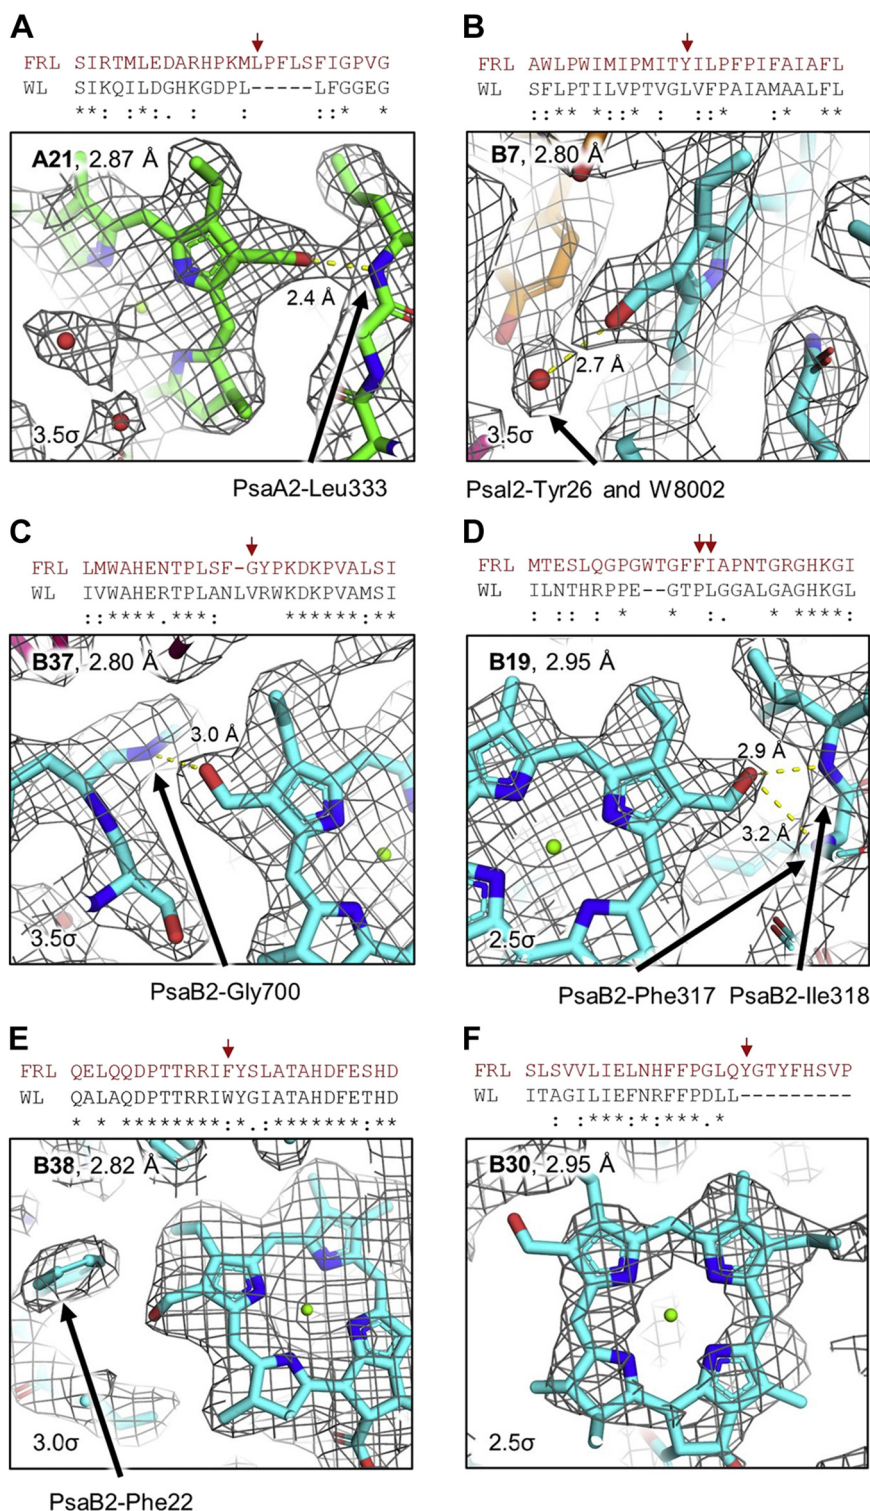 A
FRL SIRTMLEDARHPKMLPFLSFIGPVG
WL SIKQILDGHKGDPL-----LFGGEG
**:**:. : : ::* *
A21, 2.87 Å
2.4 Å
3.5σ
PsaA2-Leu333
B
FRL AWLPWIMIPMITYILPFPIFAIAFL
WL SFLPTILVPTVGLVFPAIAMAALFL
::** *::** : ::* *: * **
B7, 2.80 Å
2.7 Å
3.5σ
PsaI2-Tyr26 and W8002
C
FRL LMWAHENTPLSF-GYPKDKPVALSI
WL IVWAHERTPLANLVRWKDKPVAMSI
::****.***: ******:**
B37, 2.80 Å
3.0 Å
3.5σ
PsaB2-Gly700
D
FRL MTESLQGPGWTGFFIAPNTGRGHKGI
WL ILNTHRPPE--GTPLGGALGAGHKGL
: :: : * * :. * ****:
B19, 2.95 Å
2.9 Å
3.2 Å
2.5σ
PsaB2-Phe317 PsaB2-Ile318
E
FRL QELQQDPTTRRIFYSLATAHDFESHD
WL QALAQDPTTRRIWYGIATAHDFETHD
* * ********:*.:*******:**
B38, 2.82 Å
3.0σ
PsaB2-Phe22
F
FRL SLSVVLIELNHFFPGLQYGTYFHSVP
WL ITAGILIEFNRFFPDLL---------
: :***:*:***.*
B30, 2.95 Å
2.5σ